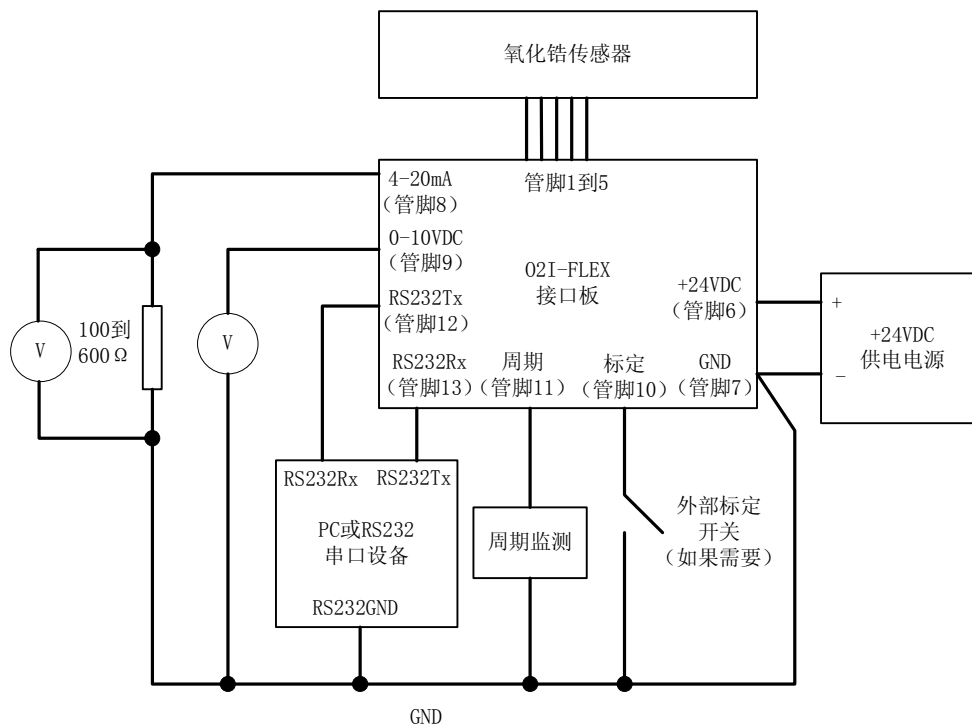 氧化锆传感器
4-20mA
(管脚8)
管脚1到5
0-10VDC
(管脚9)
O2I-FLEX
接口板
RS232Tx
(管脚12)
+24VDC
(管脚6)
RS232Rx
(管脚13)
周期
(管脚11)
标定
(管脚10)
GND
(管脚7)
+
-
+24VDC
供电电源
V
100到
600Ω
V
RS232Rx
RS232Tx
PC或RS232
串口设备
RS232GND
周期监测
外部标定
开关
(如果需要)
GND